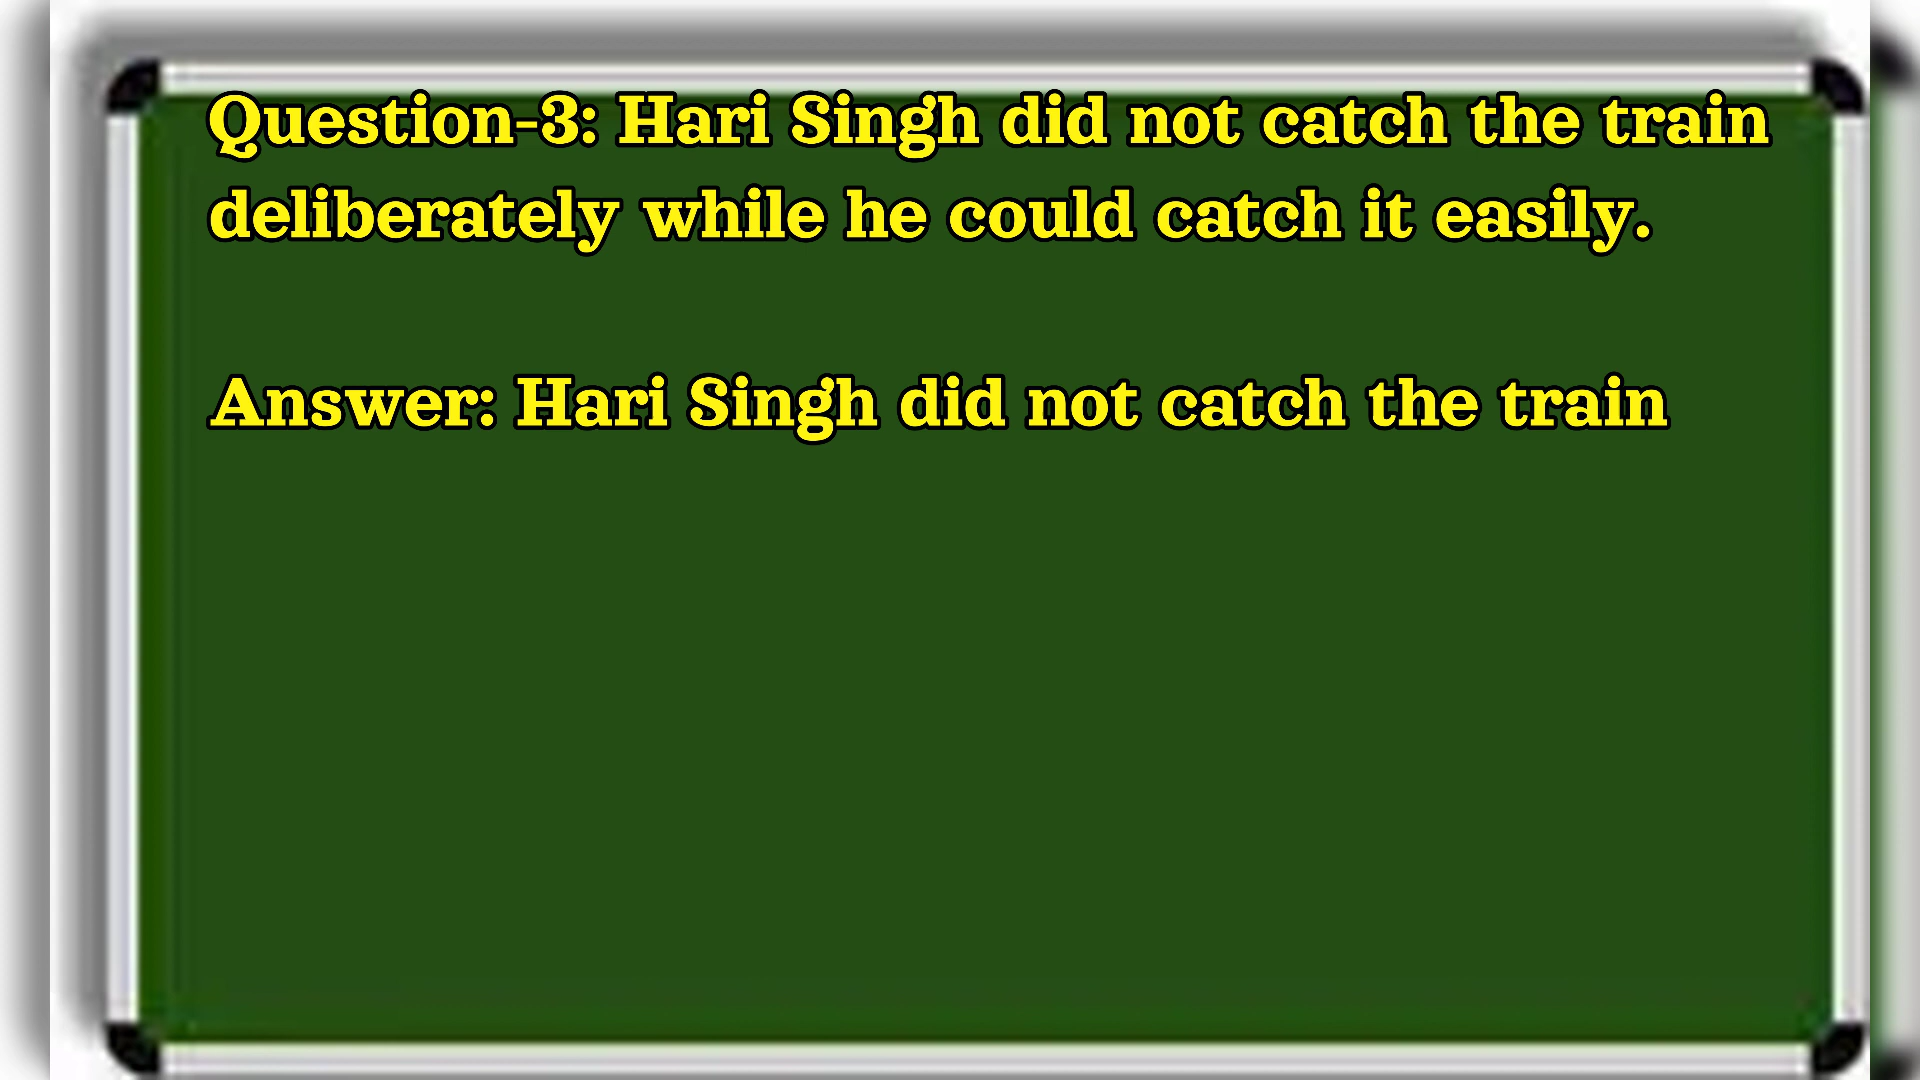 Question-3: Hari Singh did not catch the train
deliberately while he could catch it easily.
Answer: Hari Singh did not catch the train